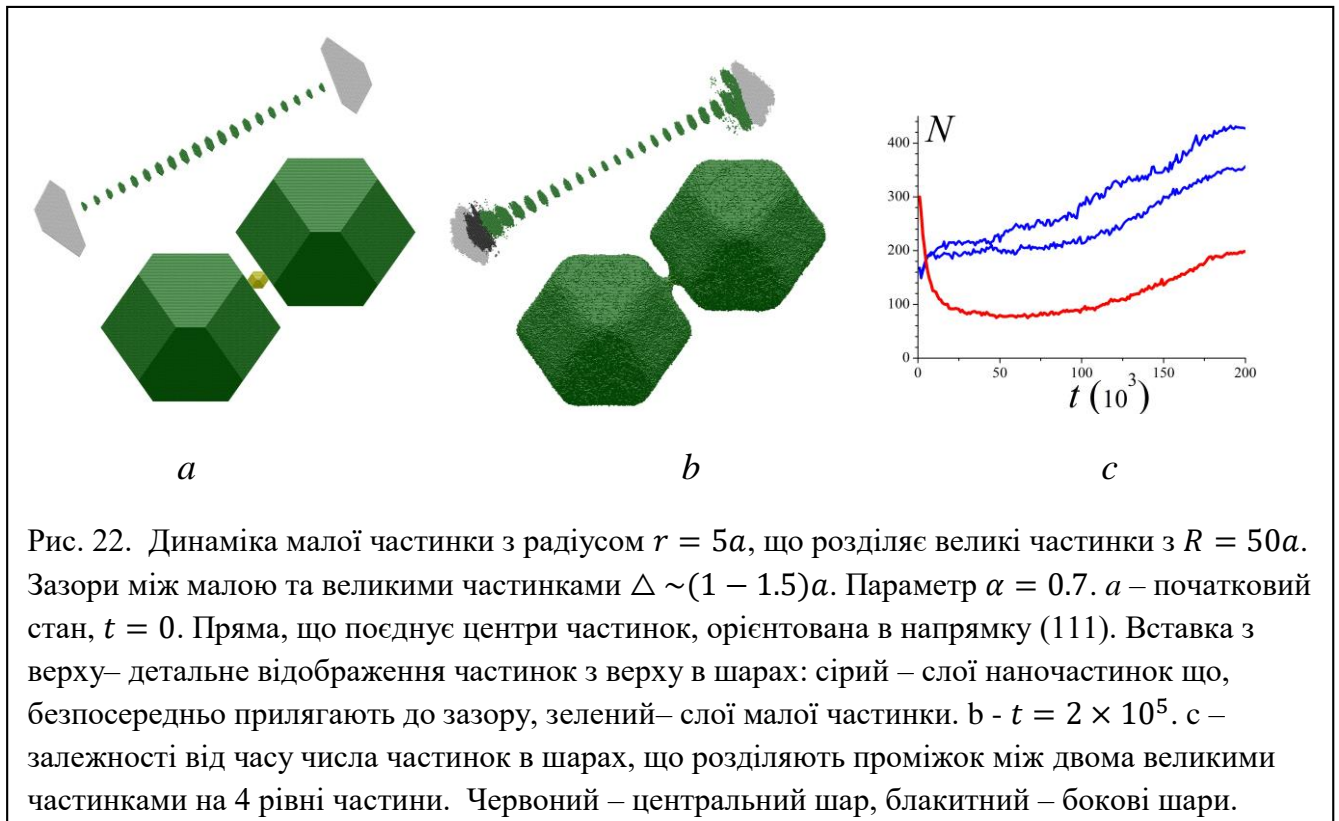 N
400
300
200
100
0
0 50 100 150 200
t (10³)
a b c
Рис. 22. Динаміка малої частинки з радіусом r = 5a, що розділяє великі частинки з R = 50a.
Зазори між малою та великими частинками △ ~(1 − 1.5)a. Параметр α = 0.7. a – початковий
стан, t = 0. Пряма, що поєднує центри частинок, орієнтована в напрямку (111). Вставка з
верху– детальне відображення частинок з верху в шарах: сірий – слої наночастинок що,
безпосередньо прилягають до зазору, зелений– слої малої частинки. b - t = 2 × 10⁵. c –
залежності від часу числа частинок в шарах, що розділяють проміжок між двома великими
частинками на 4 рівні частини. Червоний – центральний шар, блакитний – бокові шари.